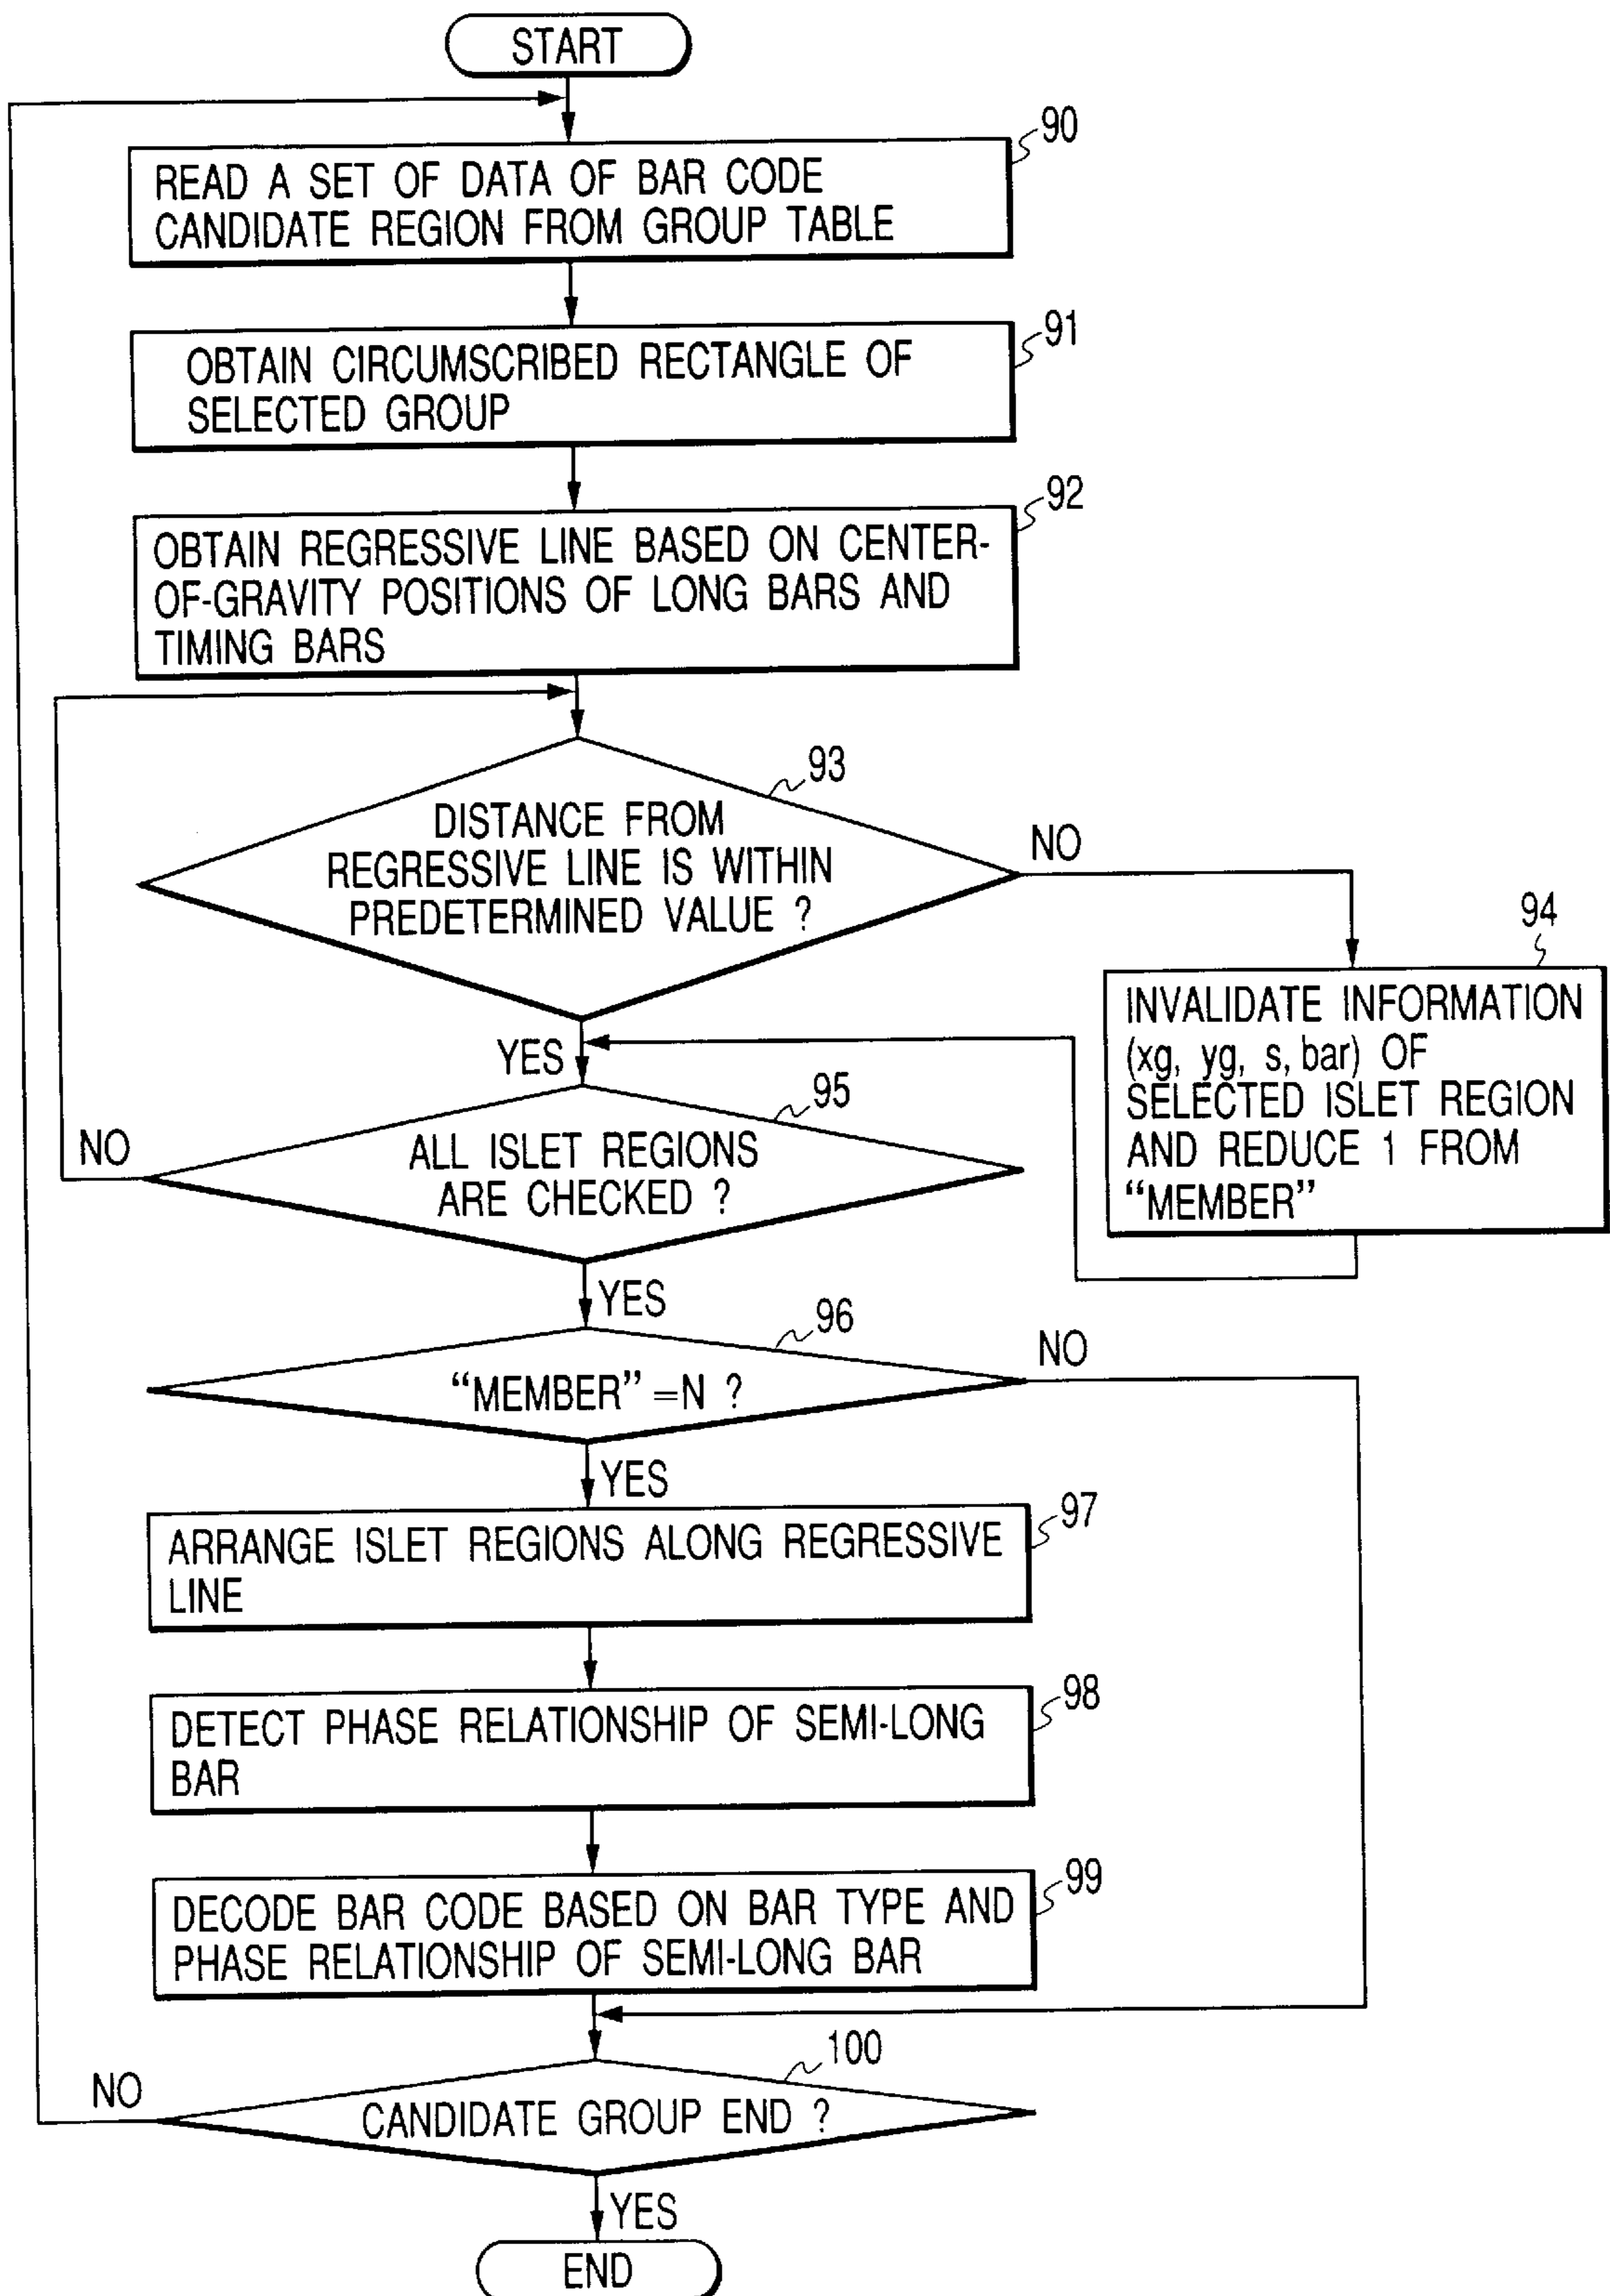 START
90
READ A SET OF DATA OF BAR CODE
CANDIDATE REGION FROM GROUP TABLE
91
OBTAIN CIRCUMSCRIBED RECTANGLE OF
SELECTED GROUP
92
OBTAIN REGRESSIVE LINE BASED ON CENTER-
OF-GRAVITY POSITIONS OF LONG BARS AND
TIMING BARS
93
DISTANCE FROM
REGRESSIVE LINE IS WITHIN
PREDETERMINED VALUE ?
NO
94
INVALIDATE INFORMATION
(xg, yg, s, bar) OF
SELECTED ISLET REGION
AND REDUCE 1 FROM
“MEMBER”
YES
95
ALL ISLET REGIONS
ARE CHECKED ?
NO
YES
96
“MEMBER” =N ?
NO
YES
97
ARRANGE ISLET REGIONS ALONG REGRESSIVE
LINE
98
DETECT PHASE RELATIONSHIP OF SEMI-LONG
BAR
99
DECODE BAR CODE BASED ON BAR TYPE AND
PHASE RELATIONSHIP OF SEMI-LONG BAR
100
CANDIDATE GROUP END ?
NO
YES
END